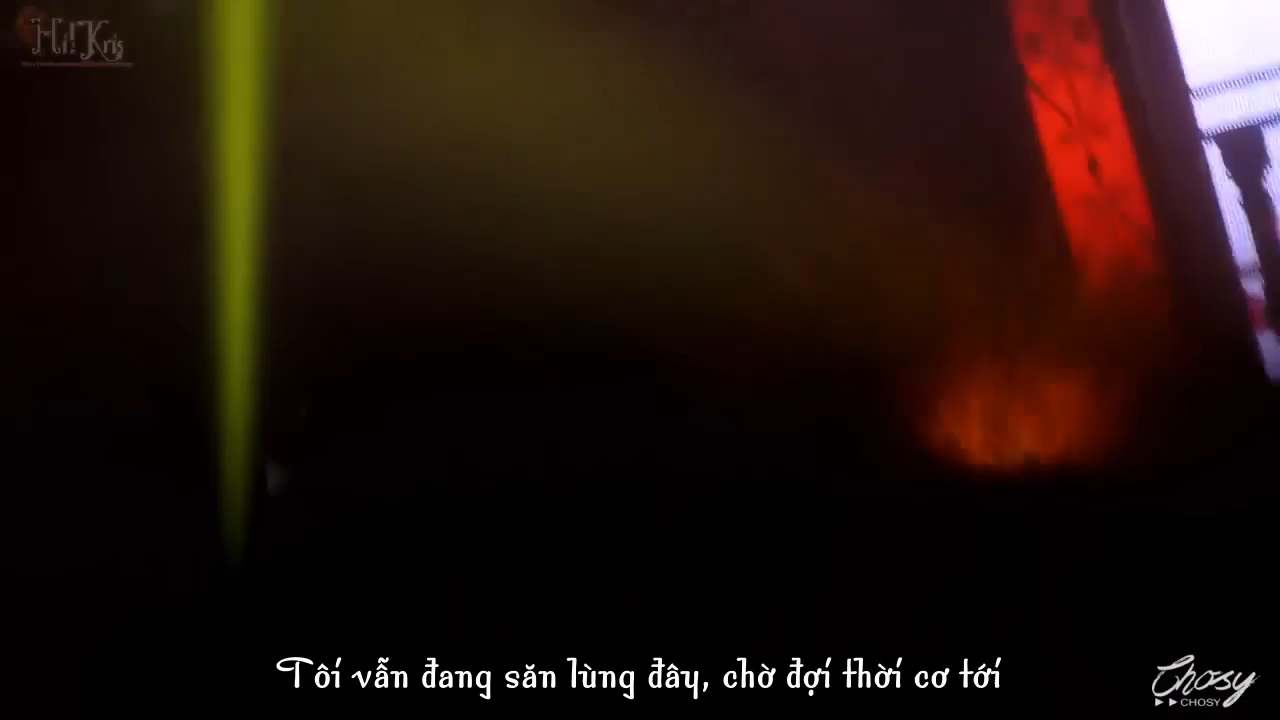 Hi! Kris
Tôi vẫn đang săn lùng đây, chờ đợi thời cơ tới
Chosy
CHOSY